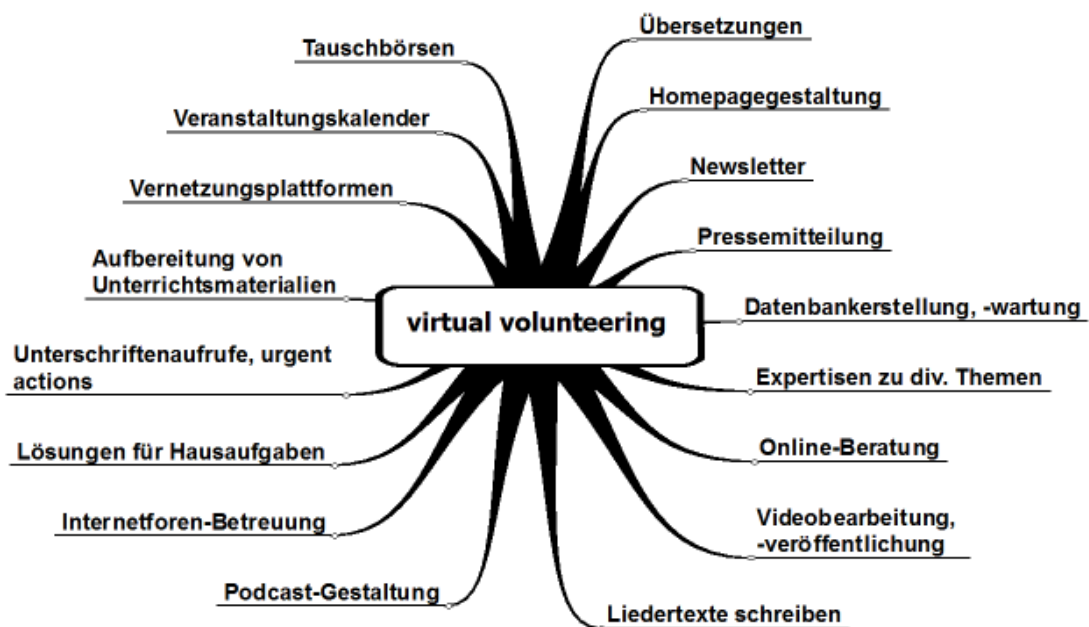 Tauschbörsen
Veranstaltungskalender
Vernetzungsplattformen
Aufbereitung von
Unterrichtsmaterialien
Unterschriftenaufrufe, urgent
actions
Lösungen für Hausaufgaben
Internetforen-Betreuung
Podcast-Gestaltung
virtual volunteering
Übersetzungen
Homepagegestaltung
Newsletter
Pressemitteilung
Datenbankerstellung, -wartung
Expertisen zu div. Themen
Online-Beratung
Videobearbeitung,
-veröffentlichung
Liedertexte schreiben